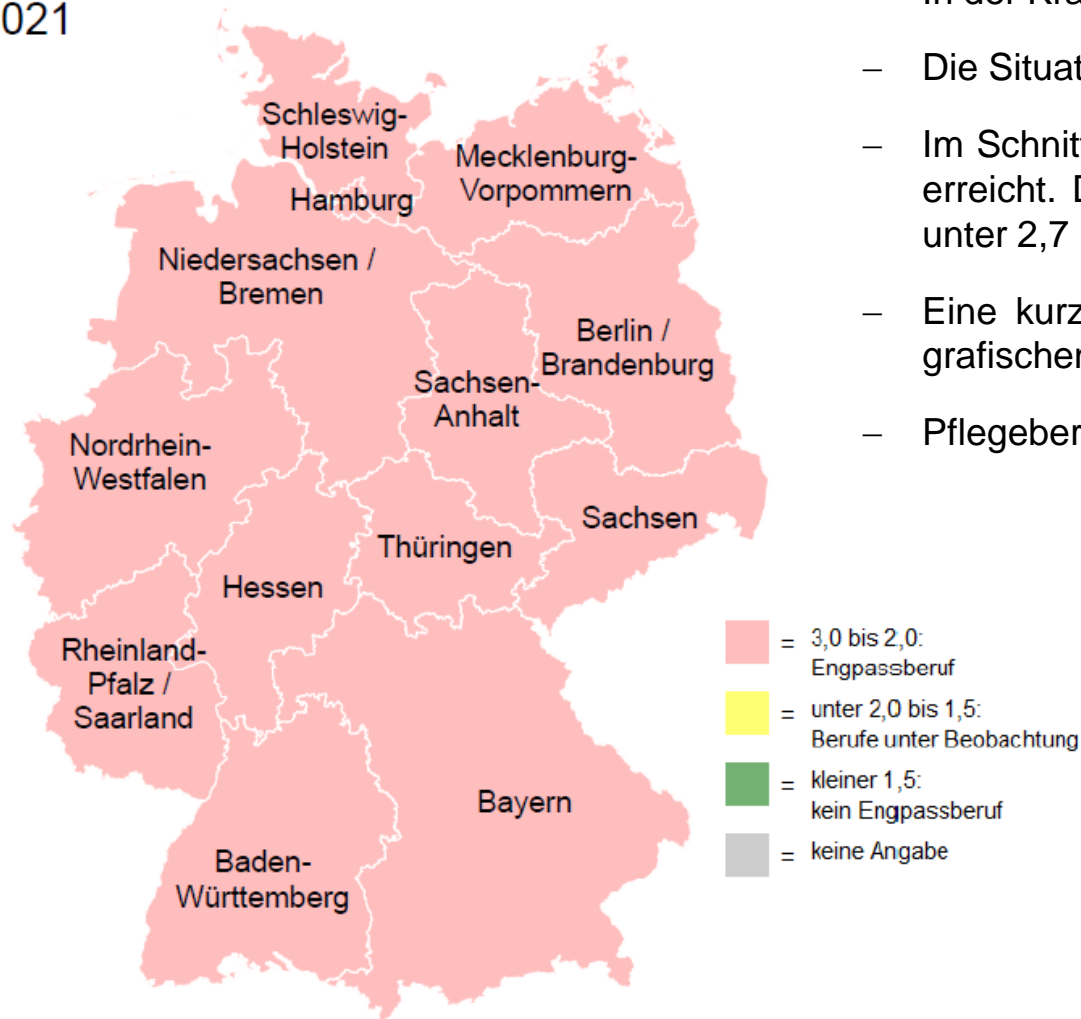 021
In der Kra
– Die Situat
– Im Schnit
erreicht. D
unter 2,7
– Eine kurz
grafischer
– Pflegeber
Schleswig-
Holstein
Mecklenburg-
Vorpommern
Hamburg
Niedersachsen /
Bremen
Berlin /
Brandenburg
Sachsen-
Anhalt
Nordrhein-
Westfalen
Sachsen
Thüringen
Hessen
Rheinland-
Pfalz /
Saarland
Bayern
Baden-
Württemberg
= 3,0 bis 2,0:
Engpassberuf
= unter 2,0 bis 1,5:
Berufe unter Beobachtung
= kleiner 1,5:
kein Engpassberuf
= keine Angabe